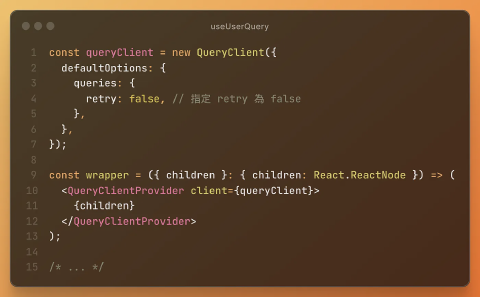 useUserQuery
1 const queryClient = new QueryClient({
2   defaultOptions: {
3     queries: {
4       retry: false, // 指定 retry 為 false
5     },
6   },
7 });
8
9 const wrapper = ({ children }: { children: React.ReactNode }) => (
10   <QueryClientProvider client={queryClient}>
11     {children}
12   </QueryClientProvider>
13 );
14
15 /* ... */